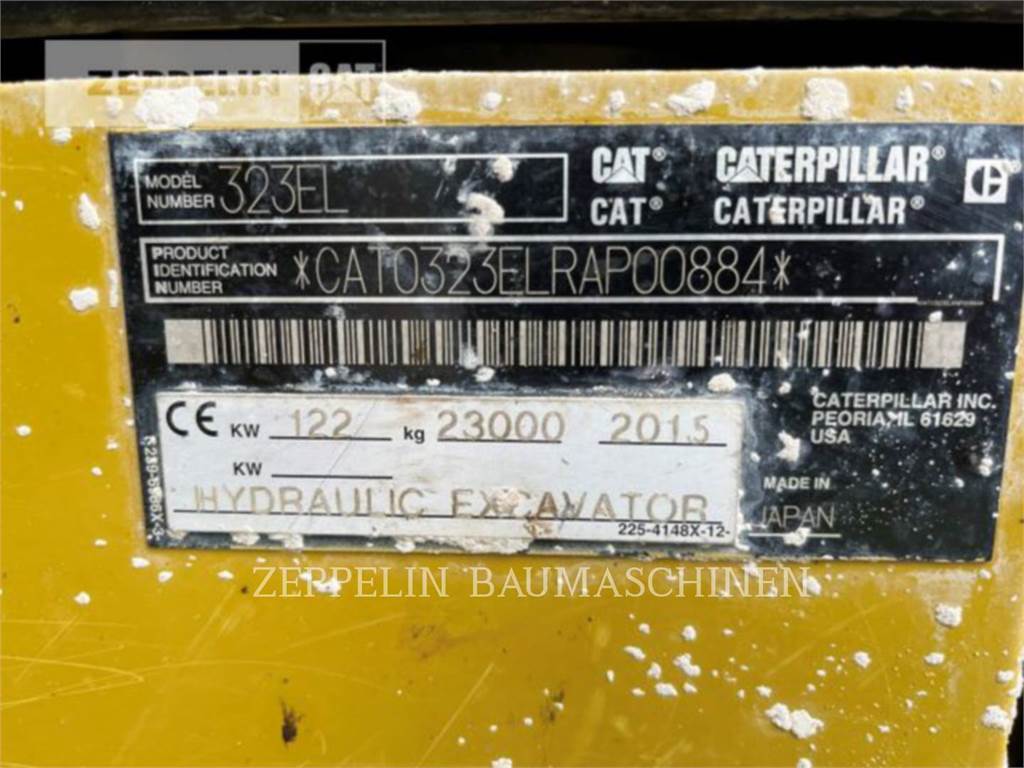 ZEPPELIN CAT
MODEL NUMBER 323EL
CAT® CATERPILLAR®
CAT® CATERPILLAR®
PRODUCT IDENTIFICATION NUMBER *CAT0323ELRAP00884*
CE KW 122 kg 23000 2015
KW
HYDRAULIC EXCAVATOR
225-4148X-12-
CATERPILLAR INC.
PEORIA, IL 61629
USA
MADE IN
JAPAN
ZEPPELIN BAUMASCHINEN